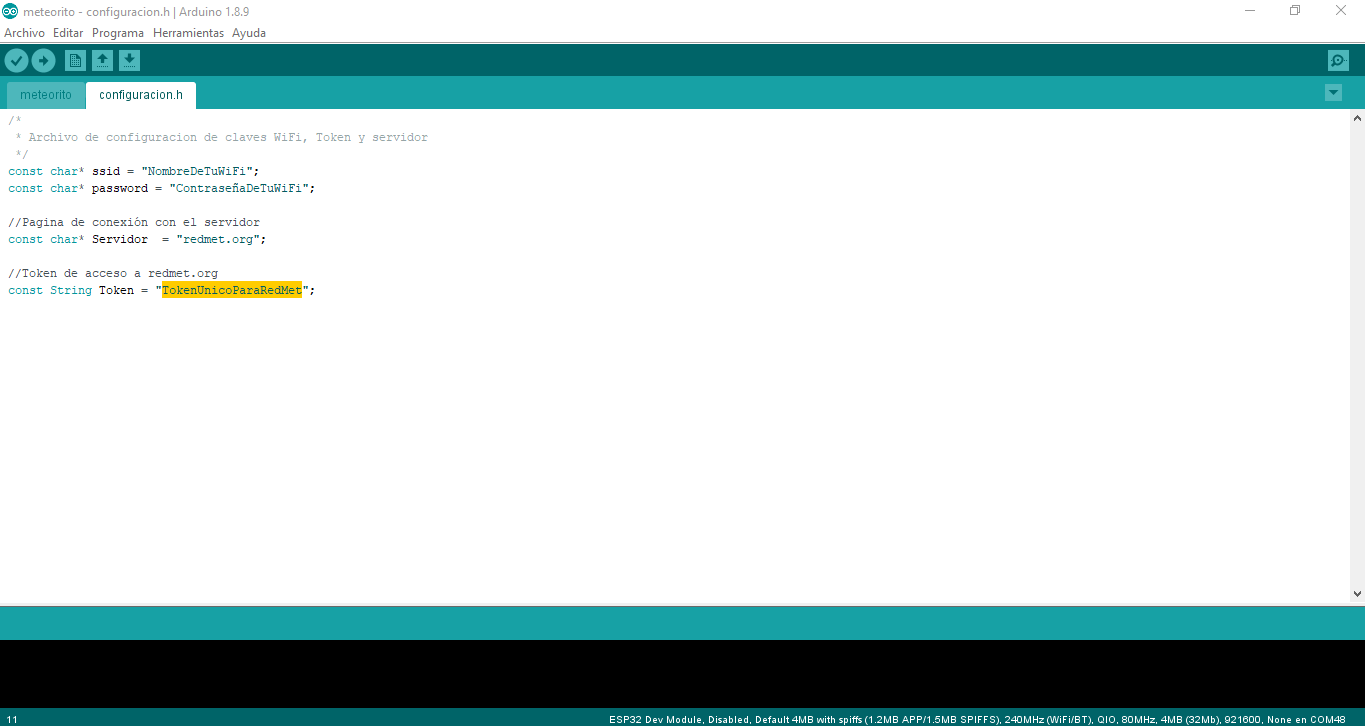 meteorito - configuracion.h | Arduino 1.8.9
Archivo Editar Programa Herramientas Ayuda
meteorito configuracion.h
/*
 * Archivo de configuracion de claves WiFi, Token y servidor
 */
const char* ssid = "NombreDeTuWiFi";
const char* password = "ContraseñaDeTuWiFi";
//Pagina de conexión con el servidor
const char* Servidor  = "redmet.org";
//Token de acceso a redmet.org
const String Token = "TokenUnicoParaRedMet";
11 ESP32 Dev Module, Disabled, Default 4MB with spiffs (1.2MB APP/1.5MB SPIFFS), 240MHz (WiFi/BT), QIO, 80MHz, 4MB (32Mb), 921600, None en COM48